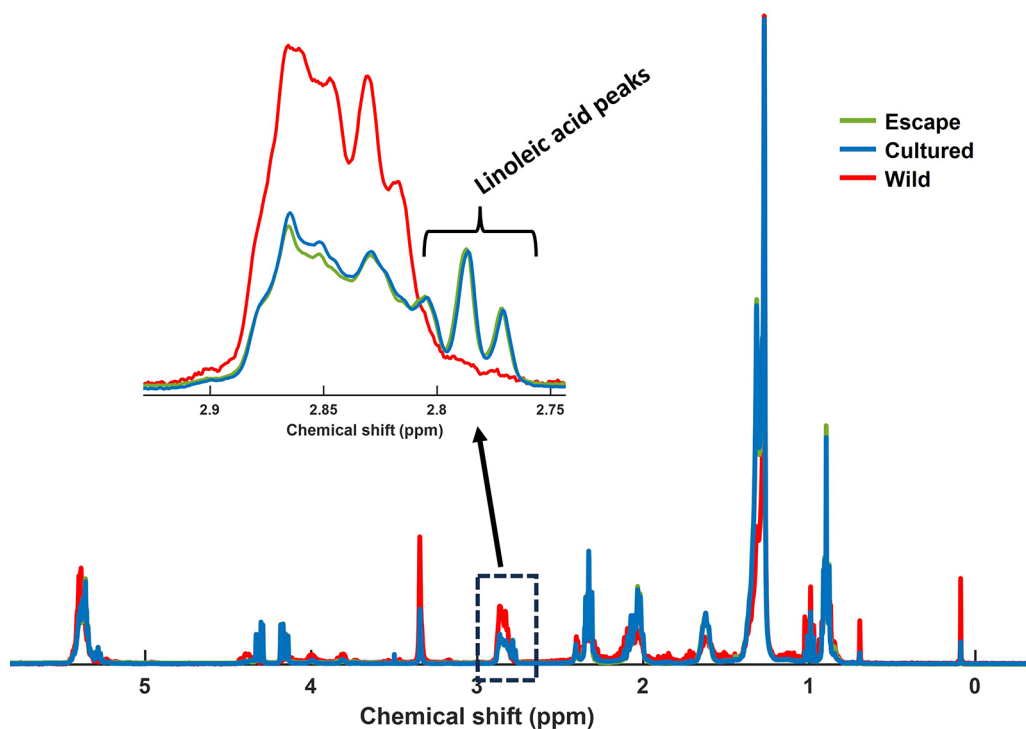 Linoleic acid peaks
Escape
Cultured
Wild
2.9 2.85 2.8 2.75
Chemical shift (ppm)
5 4 3 2 1 0
Chemical shift (ppm)